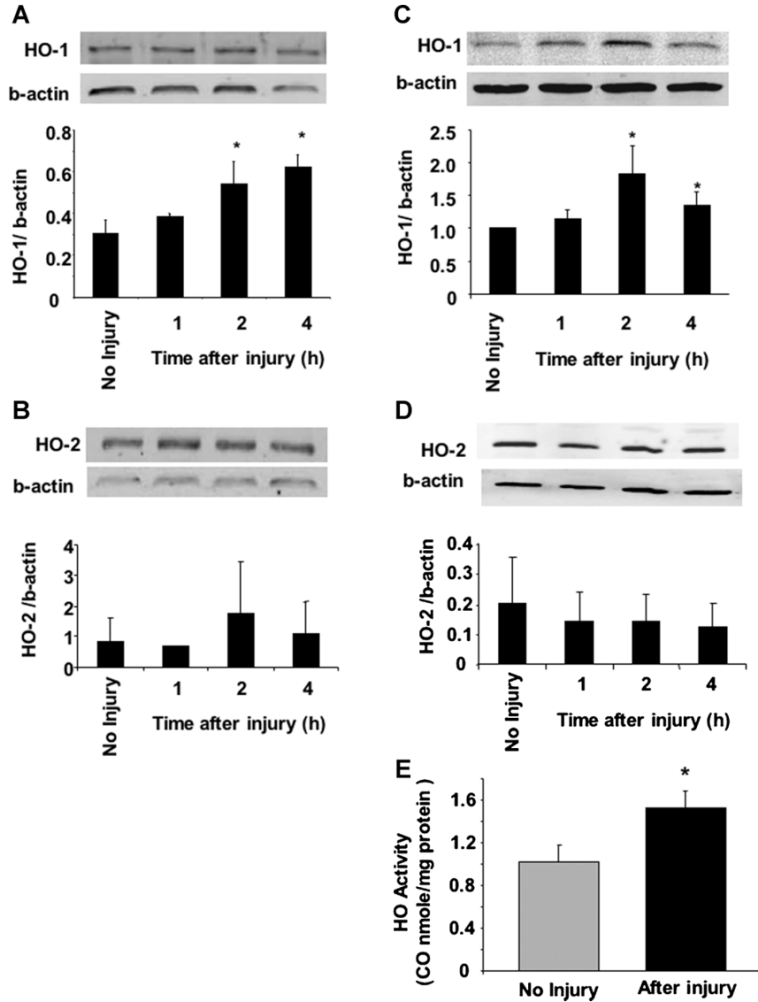 A
HO-1
b-actin
HO-1/ b-actin
0.8
0.6
0.4
0.2
0
*
*
No Injury
1
2
4
Time after injury (h)
B
HO-2
b-actin
HO-2 /b-actin
4
3
2
1
0
No Injury
1
2
4
Time after injury (h)
C
HO-1
b-actin
HO-1/ b-actin
2.5
2.0
1.5
1.0
0.5
0
*
*
No Injury
1
2
4
Time after injury (h)
D
HO-2
b-actin
HO-2 /b-actin
0.4
0.3
0.2
0.1
0
No Injury
1
2
4
Time after injury (h)
E
HO Activity
(CO nmole/mg protein )
1.6
1.2
0.8
0.4
0
*
No Injury
After injury